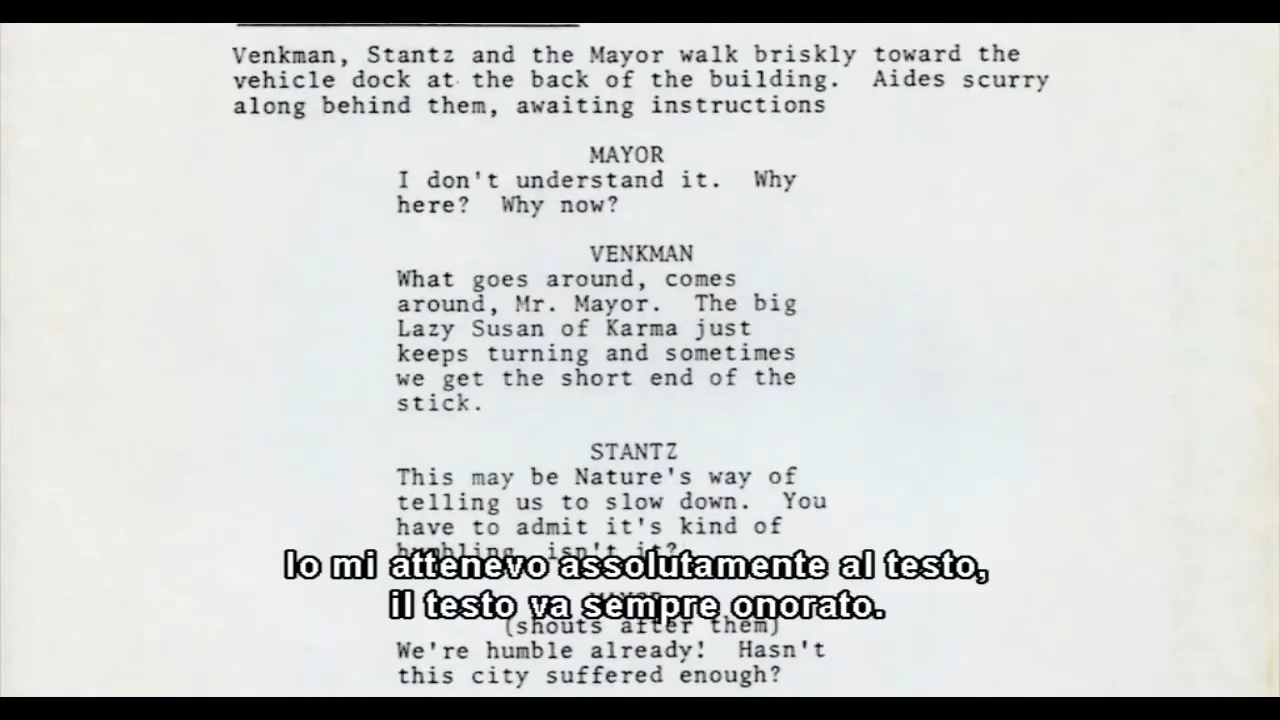 Venkman, Stantz and the Mayor walk briskly toward the
vehicle dock at the back of the building.  Aides scurry
along behind them, awaiting instructions
MAYOR
I don't understand it.  Why
here?  Why now?
VENKMAN
What goes around, comes
around, Mr. Mayor.  The big
Lazy Susan of Karma just
keeps turning and sometimes
we get the short end of the
stick.
STANTZ
This may be Nature's way of
telling us to slow down.  You
have to admit it's kind of
humbling, isn't it?
Io mi attenevo assolutamente al testo,
MAYOR
il testo va sempre onorato.
(shouts after them)
We're humble already!  Hasn't
this city suffered enough?